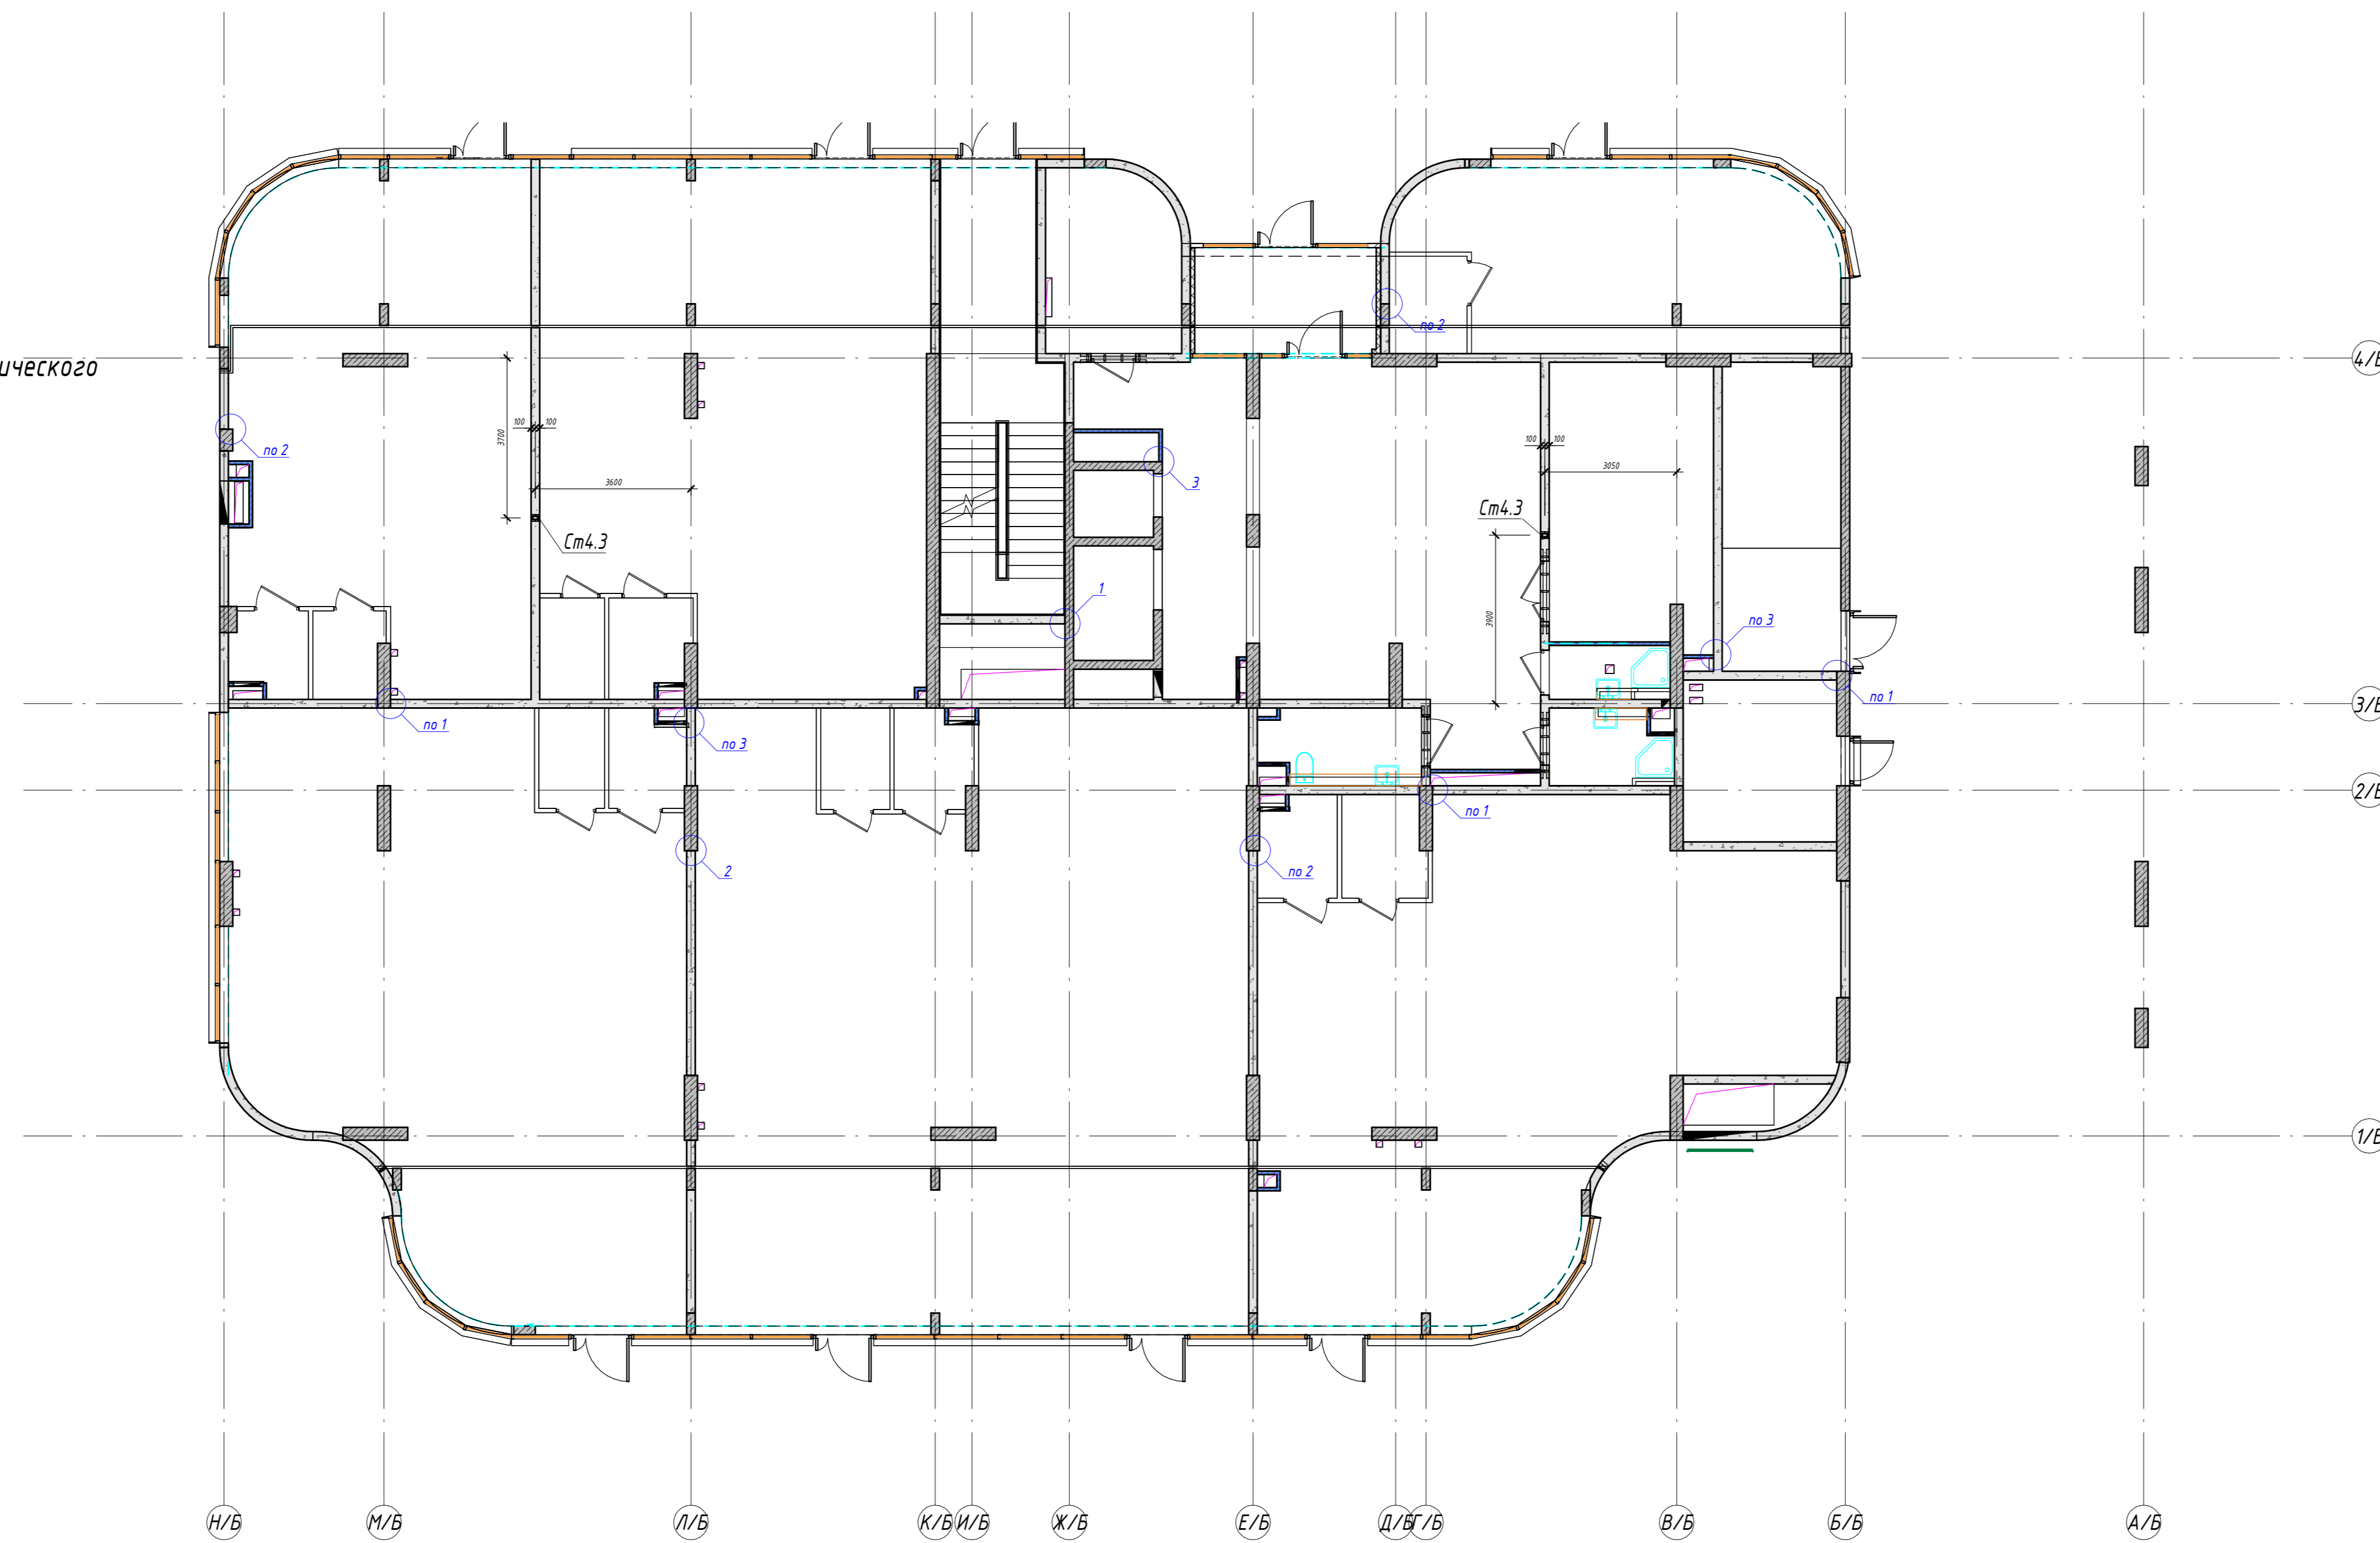 4/Б
ического
100
100
3700
по 2
по 2
100
100
3050
3600
3
Ст4.3
Ст4.3
1
3900
по 3
по 1
по 1
3/Б
по 3
2/Б
по 1
2
по 2
1/Б
Н/Б
М/Б
Л/Б
К/Б
И/Б
Ж/Б
Е/Б
Д/Б
Г/Б
В/Б
Б/Б
А/Б